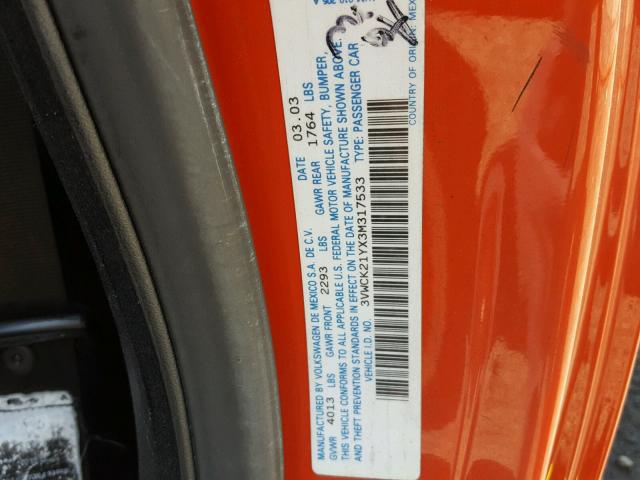 MANUFACTURED BY VOLKSWAGEN DE MEXICO S.A. DE C.V. DATE 03.03
GVWR 4013 LBS GAWR FRONT 2293 LBS GAWR REAR 1764 LBS
THIS VEHICLE CONFORMS TO ALL APPLICABLE U.S. FEDERAL MOTOR VEHICLE SAFETY, BUMPER,
AND THEFT PREVENTION STANDARDS IN EFFECT ON THE DATE OF MANUFACTURE SHOWN ABOVE.
VEHICLE I.D. NO. 3VWCK21YX3M317533 TYPE: PASSENGER CAR
COUNTRY OF ORIGIN: MEX